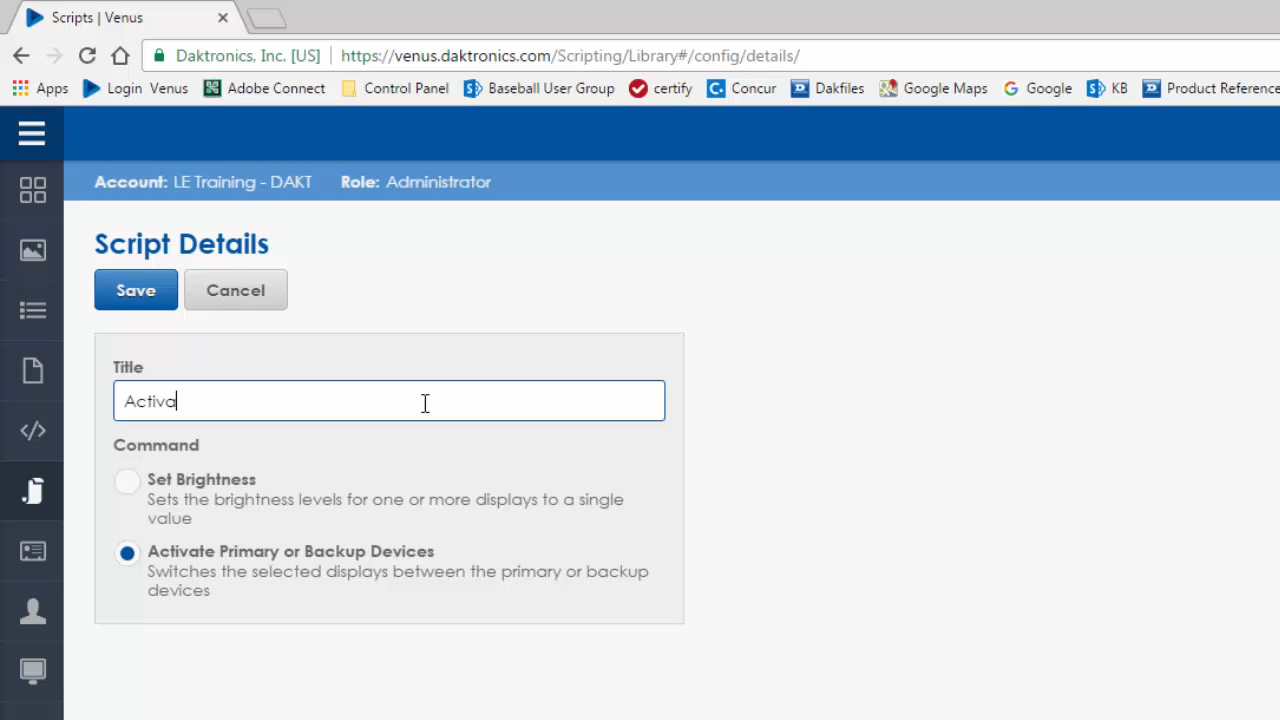 Scripts | Venus
Daktronics, Inc. [US] https://venus.daktronics.com/Scripting/Library#/config/details/
Apps Login Venus Adobe Connect Control Panel Baseball User Group certify Concur Dakfiles Google Maps Google KB Product Reference
Account: LE Training - DAKT Role: Administrator
Script Details
Save Cancel
Title
Activa
Command
Set Brightness
Sets the brightness levels for one or more displays to a single
value
Activate Primary or Backup Devices
Switches the selected displays between the primary or backup
devices